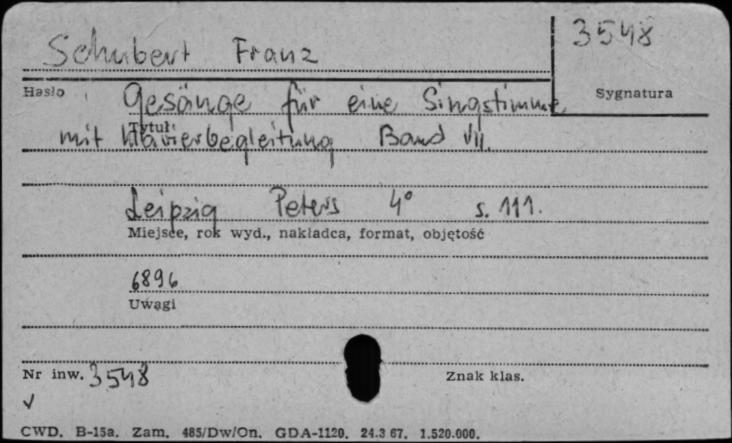 Schubert Franz
3548
Hasło
Sygnatura
Gesänge für eine Singstimme
Tytuł
mit Klavierbegleitung Band VII.
Leipzig Peters 4° s. 111.
Miejsce, rok wyd., nakładca, format, objętość
6896
Uwagi
Nr inw. 3548
Znak klas.
CWD. B-15a. Zam. 485/Dw/On. GDA-1120. 24.3 67. 1.520.000.